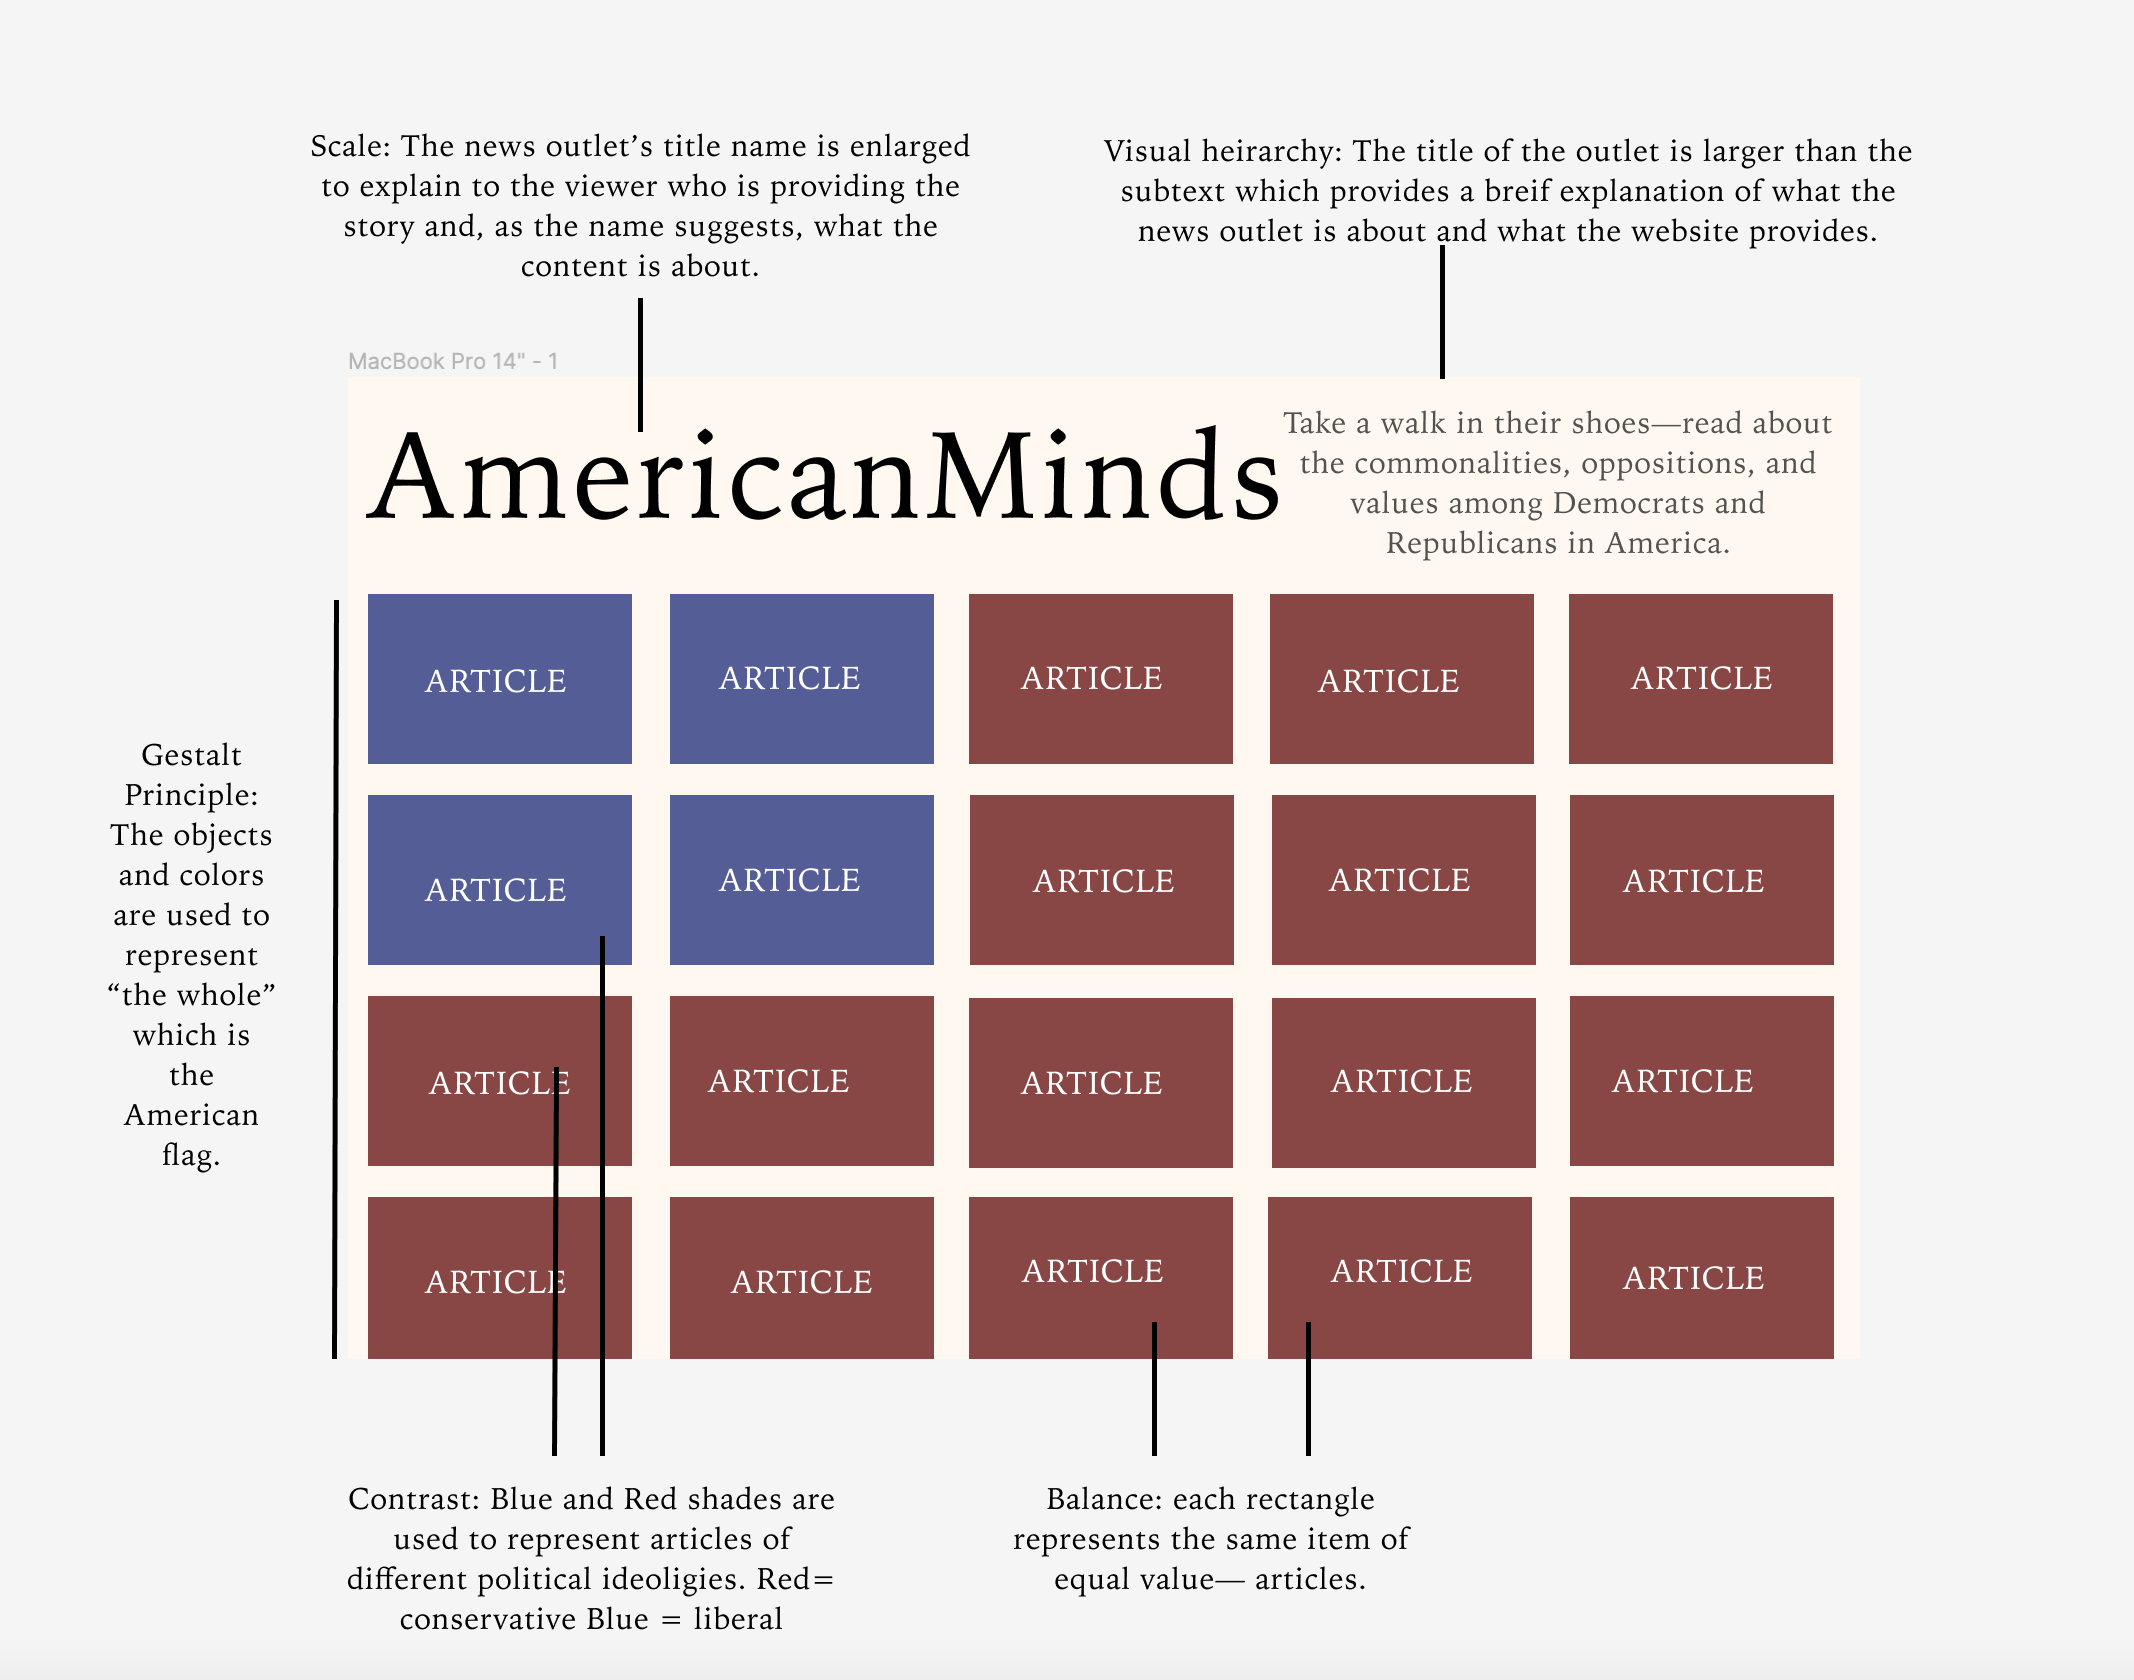 Scale: The news outlet’s title name is enlarged
to explain to the viewer who is providing the
story and, as the name suggests, what the
content is about.
Visual heirarchy: The title of the outlet is larger than the
subtext which provides a breif explanation of what the
news outlet is about and what the website provides.
MacBook Pro 14" - 1
AmericanMinds
Take a walk in their shoes—read about
the commonalities, oppositions, and
values among Democrats and
Republicans in America.
ARTICLE ARTICLE ARTICLE ARTICLE ARTICLE
ARTICLE ARTICLE ARTICLE ARTICLE ARTICLE
ARTICLE ARTICLE ARTICLE ARTICLE ARTICLE
ARTICLE ARTICLE ARTICLE ARTICLE ARTICLE
Gestalt
Principle:
The objects
and colors
are used to
represent
“the whole”
which is
the
American
flag.
Contrast: Blue and Red shades are
used to represent articles of
different political ideoligies. Red=
conservative Blue = liberal
Balance: each rectangle
represents the same item of
equal value— articles.